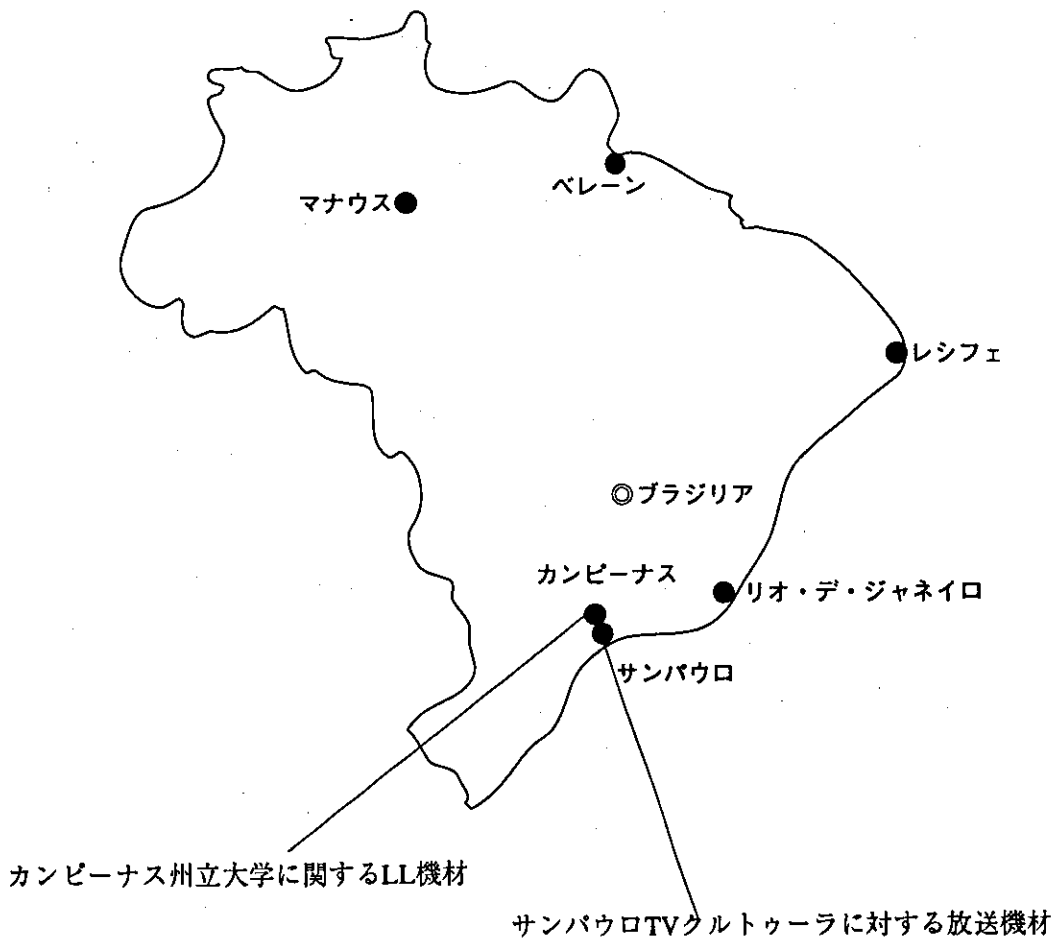 ベレーン
マナウス
レシフェ
ブラジリア
カンピーナス
リオ・デ・ジャネイロ
サンパウロ
カンピーナス州立大学に関するLL機材
サンパウロTVクルトゥーラに対する放送機材